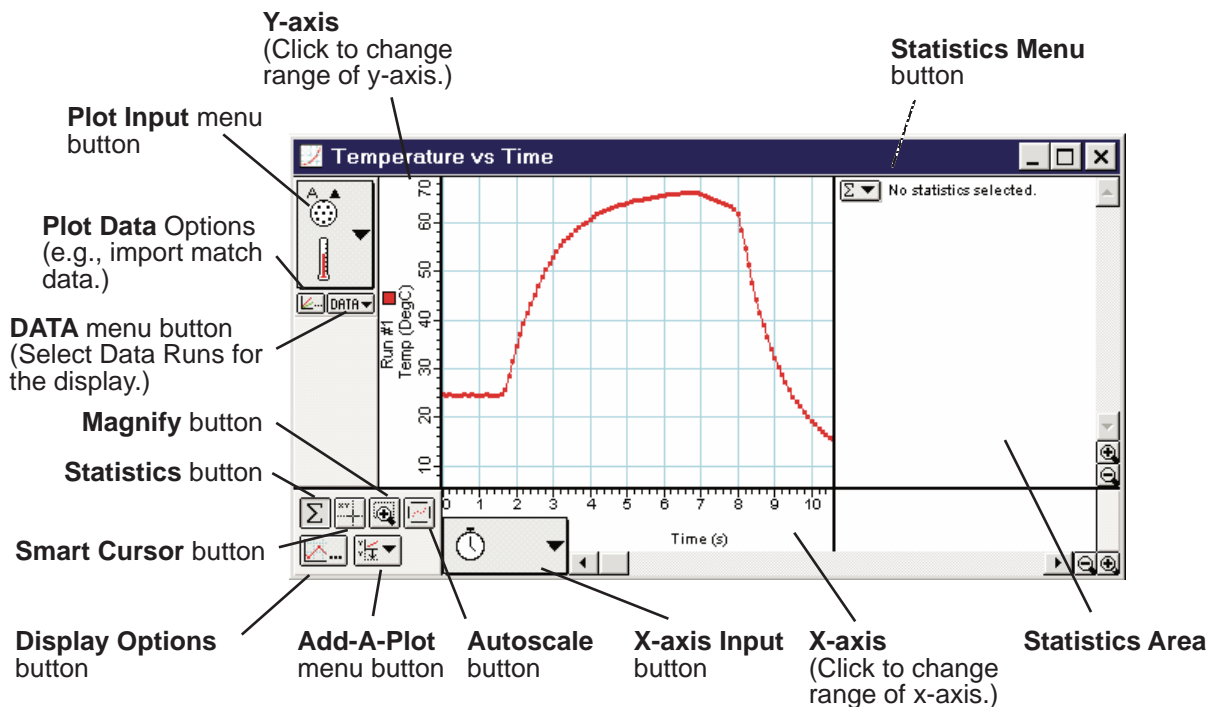 Y-axis
(Click to change
range of y-axis.)
Statistics Menu
button
Plot Input menu
button
Temperature vs Time
A
Σ
No statistics selected.
Plot Data Options
(e.g., import match
data.)
DATA
DATA menu button
(Select Data Runs for
the display.)
Run #1
Temp (DegC)
70
60
50
40
30
20
10
Magnify button
Statistics button
Σ
XY
0 1 2 3 4 5 6 7 8 9 10
Time (s)
Smart Cursor button
Display Options
button
Add-A-Plot
menu button
Autoscale
button
X-axis Input
button
X-axis
(Click to change
range of x-axis.)
Statistics Area